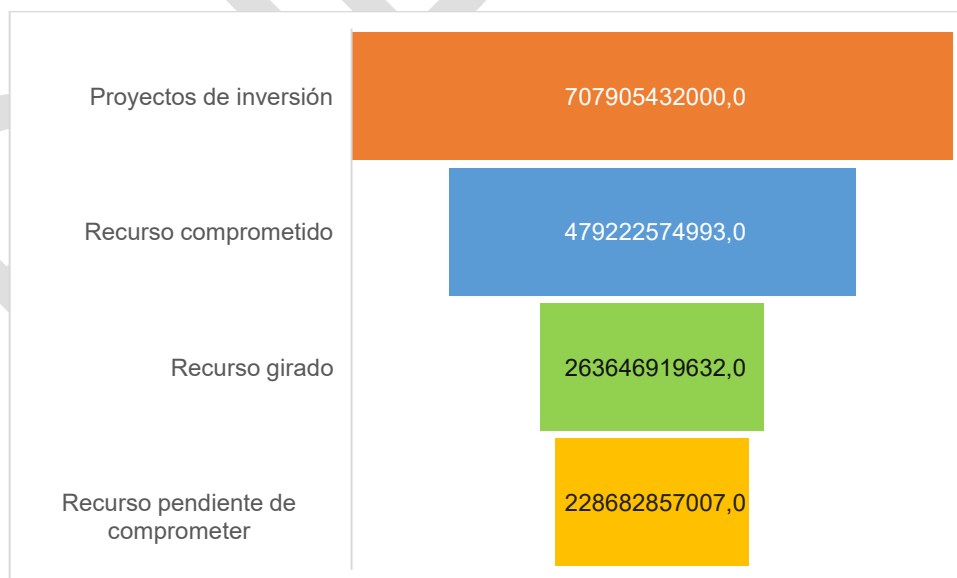 Proyectos de inversión
707905432000,0
Recurso comprometido
479222574993,0
Recurso girado
263646919632,0
Recurso pendiente de
comprometer
228682857007,0